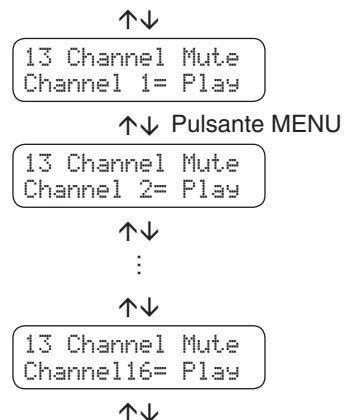 ↑↓
13 Channel Mute
Channel 1= Play
↑↓ Pulsante MENU
13 Channel Mute
Channel 2= Play
↑↓
⋮
↑↓
13 Channel Mute
Channel16= Play
↑↓